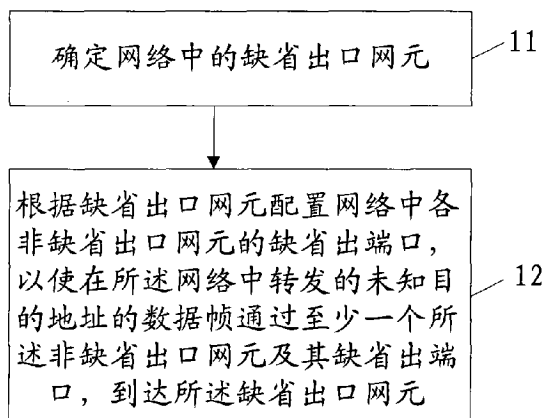 确定网络中的缺省出口网元
11
根据缺省出口网元配置网络中各
非缺省出口网元的缺省出端口，
以使在所述网络中转发的未知目
的地址的数据帧通过至少一个所
述非缺省出口网元及其缺省出端
口，到达所述缺省出口网元
12